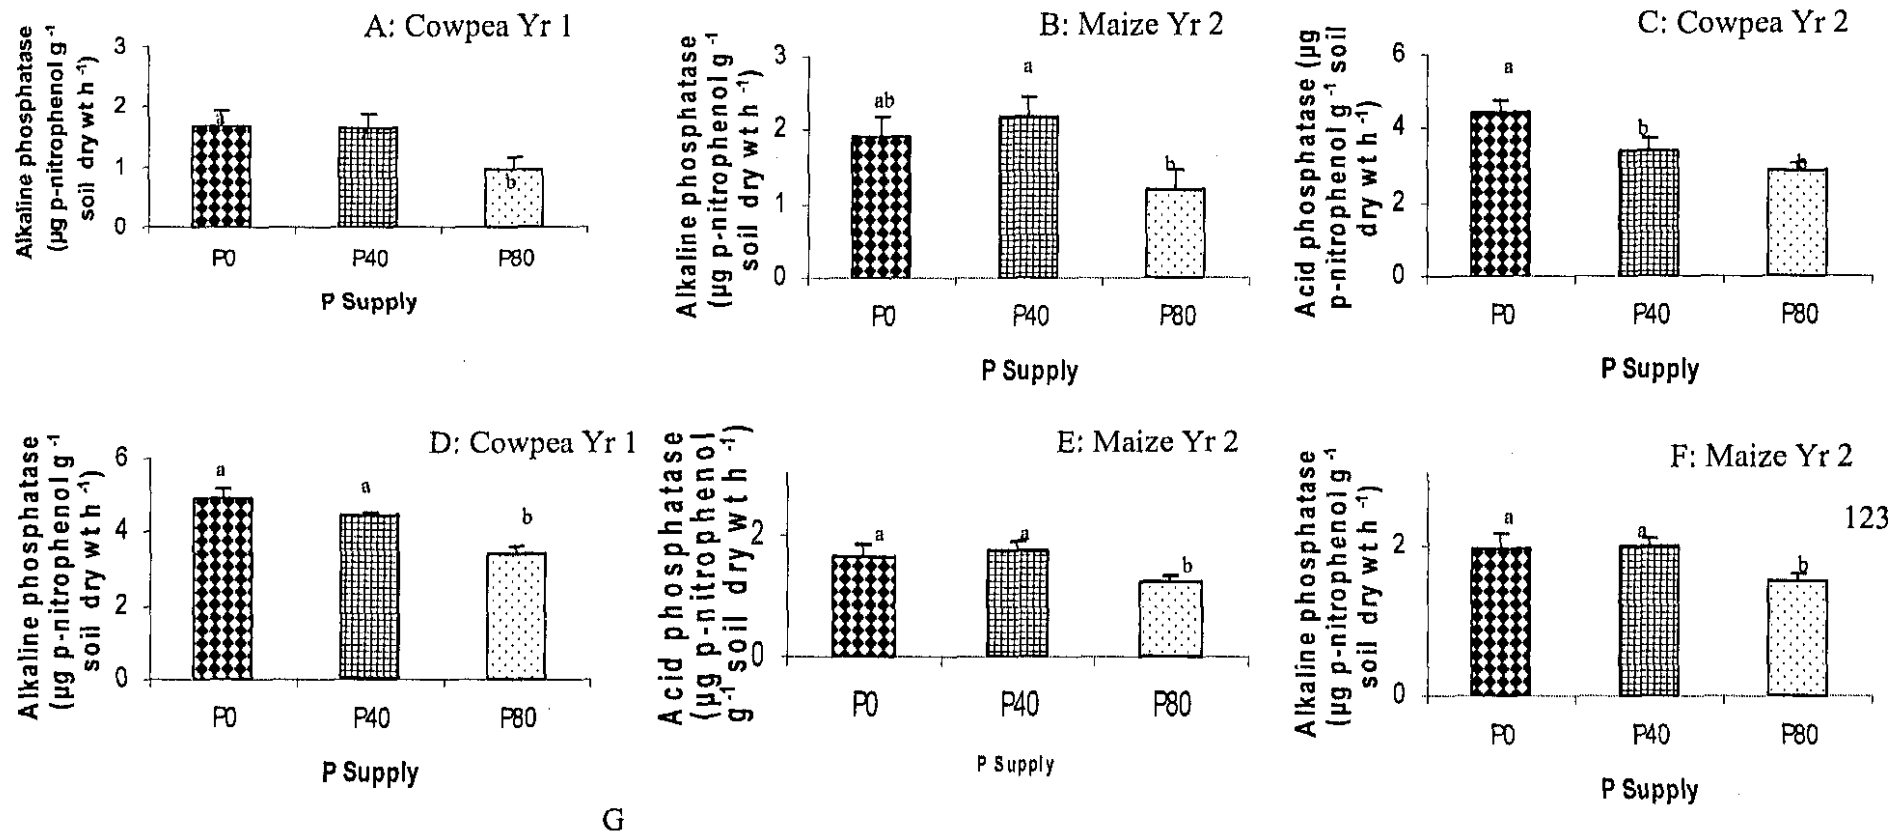 A: Cowpea Yr 1
Alkaline phosphatase
(µg p-nitrophenol g -1
soil dry wt h -1)
3
2
1
0
a
b
P0 P40 P80
P Supply
B: Maize Yr 2
Alkaline phosphatase
(µg p-nitrophenol g -1
soil dry wt h -1)
3
2
1
0
ab
a
b
P0 P40 P80
P Supply
C: Cowpea Yr 2
Acid phosphatase (µg
p-nitrophenol g -1 soil
dry wt h -1)
6
4
2
0
a
b
b
P0 P40 P80
P Supply
D: Cowpea Yr 1
Alkaline phosphatase
(µg p-nitrophenol g -1
soil dry wt h -1)
6
4
2
0
a
a
b
P0 P40 P80
P Supply
E: Maize Yr 2
Acid phosphatase
(µg p-nitrophenol
g-1 soil dry wt h -1)
2
0
a
a
b
P0 P40 P80
P Supply
F: Maize Yr 2
Alkaline phosphatase
(µg p-nitrophenol g -1
soil dry wt h -1)
2
0
a
a
b
P0 P40 P80
P Supply
123
G